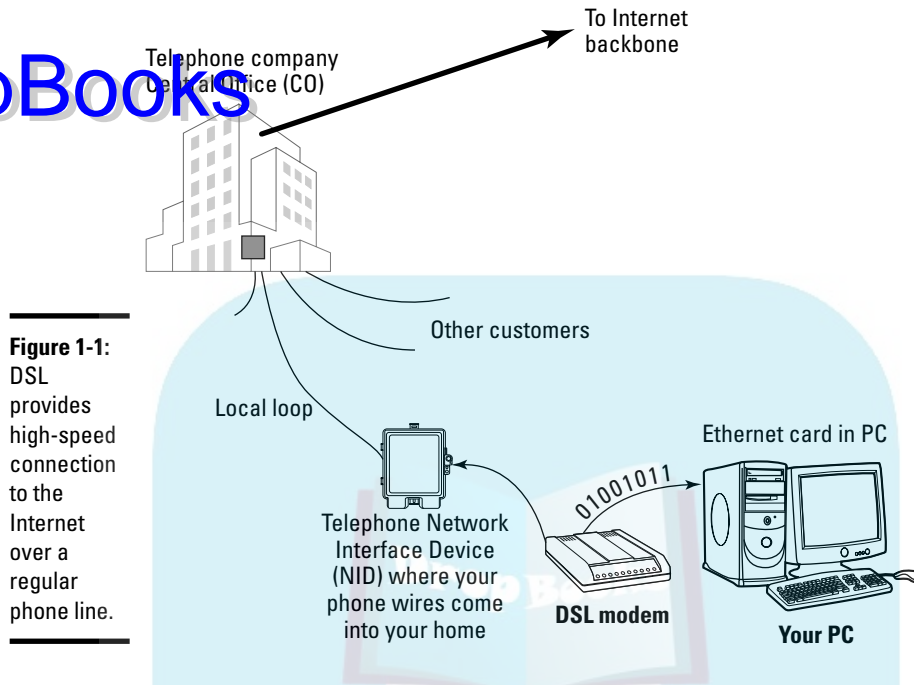 To Internet
backbone
Telephone company
Central Office (CO)
oBooks
Other customers
Figure 1-1:
DSL
provides
high-speed
connection
to the
Internet
over a
regular
phone line.
Local loop
Ethernet card in PC
01001011
Telephone Network
Interface Device
(NID) where your
phone wires come
into your home
DSL modem
Your PC